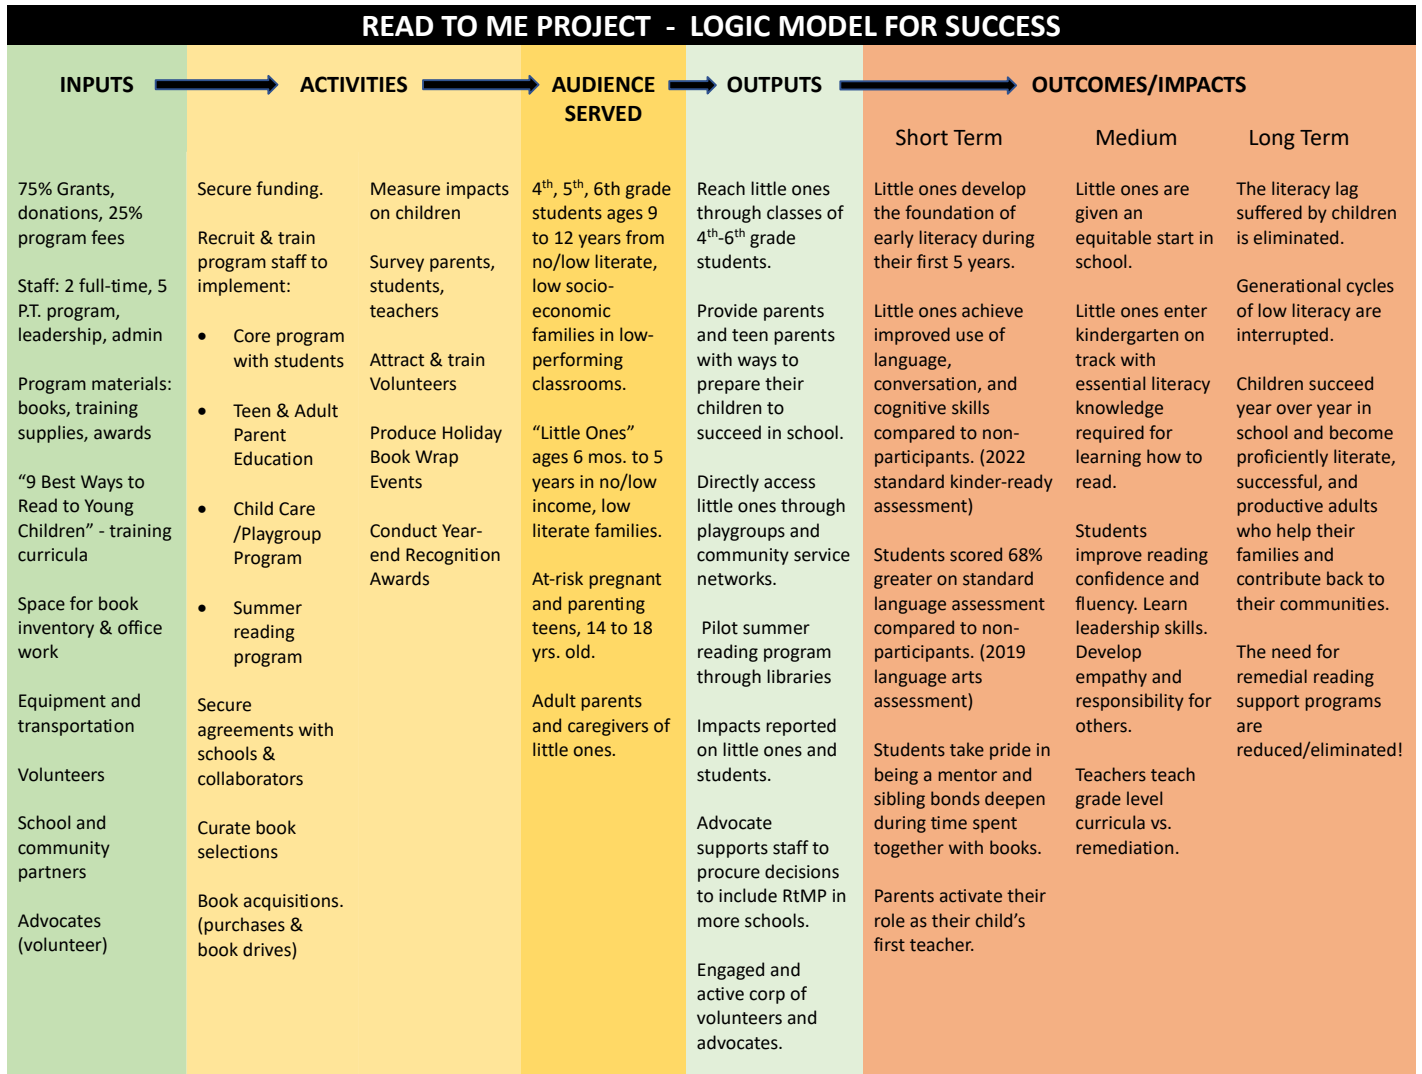 READ TO ME PROJECT - LOGIC MODEL FOR SUCCESS
INPUTS
75% Grants,
donations, 25%
program fees
Staff: 2 full-time, 5
P.T. program,
leadership, admin
Program materials:
books, training
supplies, awards
“9 Best Ways to
Read to Young
Children” - training
curricula
Space for book
inventory & office
work
Equipment and
transportation
Volunteers
School and
community
partners
Advocates
(volunteer)
ACTIVITIES
Secure funding.
Recruit & train
program staff to
implement:
• Core program
with students
• Teen & Adult
Parent
Education
• Child Care
/Playgroup
Program
• Summer
reading
program
Secure
agreements with
schools &
collaborators
Curate book
selections
Book acquisitions.
(purchases &
book drives)
Measure impacts
on children
Survey parents,
students,
teachers
Attract & train
Volunteers
Produce Holiday
Book Wrap
Events
Conduct Year-
end Recognition
Awards
AUDIENCE
SERVED
4th, 5th, 6th grade
students ages 9
to 12 years from
no/low literate,
low socio-
economic
families in low-
performing
classrooms.
“Little Ones”
ages 6 mos. to 5
years in no/low
income, low
literate families.
At-risk pregnant
and parenting
teens, 14 to 18
yrs. old.
Adult parents
and caregivers of
little ones.
OUTPUTS
Reach little ones
through classes of
4th-6th grade
students.
Provide parents
and teen parents
with ways to
prepare their
children to
succeed in school.
Directly access
little ones through
playgroups and
community service
networks.
Pilot summer
reading program
through libraries
Impacts reported
on little ones and
students.
Advocate
supports staff to
procure decisions
to include RtMP in
more schools.
Engaged and
active corp of
volunteers and
advocates.
OUTCOMES/IMPACTS
Short Term
Little ones develop
the foundation of
early literacy during
their first 5 years.
Little ones achieve
improved use of
language,
conversation, and
cognitive skills
compared to non-
participants. (2022
standard kinder-ready
assessment)
Students scored 68%
greater on standard
language assessment
compared to non-
participants. (2019
language arts
assessment)
Students take pride in
being a mentor and
sibling bonds deepen
during time spent
together with books.
Parents activate their
role as their child’s
first teacher.
Medium
Little ones are
given an
equitable start in
school.
Little ones enter
kindergarten on
track with
essential literacy
knowledge
required for
learning how to
read.
Students
improve reading
confidence and
fluency. Learn
leadership skills.
Develop
empathy and
responsibility for
others.
Teachers teach
grade level
curricula vs.
remediation.
Long Term
The literacy lag
suffered by children
is eliminated.
Generational cycles
of low literacy are
interrupted.
Children succeed
year over year in
school and become
proficiently literate,
successful, and
productive adults
who help their
families and
contribute back to
their communities.
The need for
remedial reading
support programs
are
reduced/eliminated!